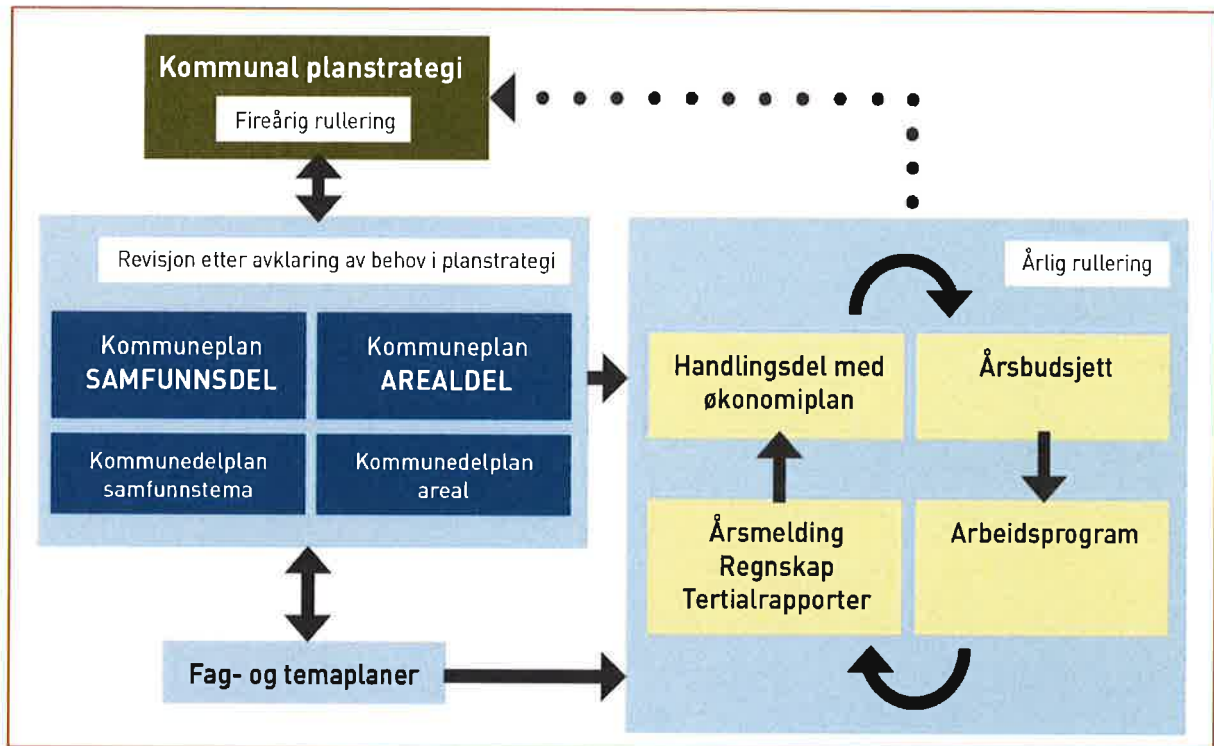 Kommunal planstrategi
Fireårig rullering
Revisjon etter avklaring av behov i planstrategi
Kommuneplan
SAMFUNNSDEL
Kommuneplan
AREALDEL
Kommunedelplan
samfunnstema
Kommunedelplan
areal
Fag- og temaplaner
Årlig rullering
Handlingsdel med
økonomiplan
Årsbudsjett
Årsmelding
Regnskap
Tertialrapporter
Arbeidsprogram